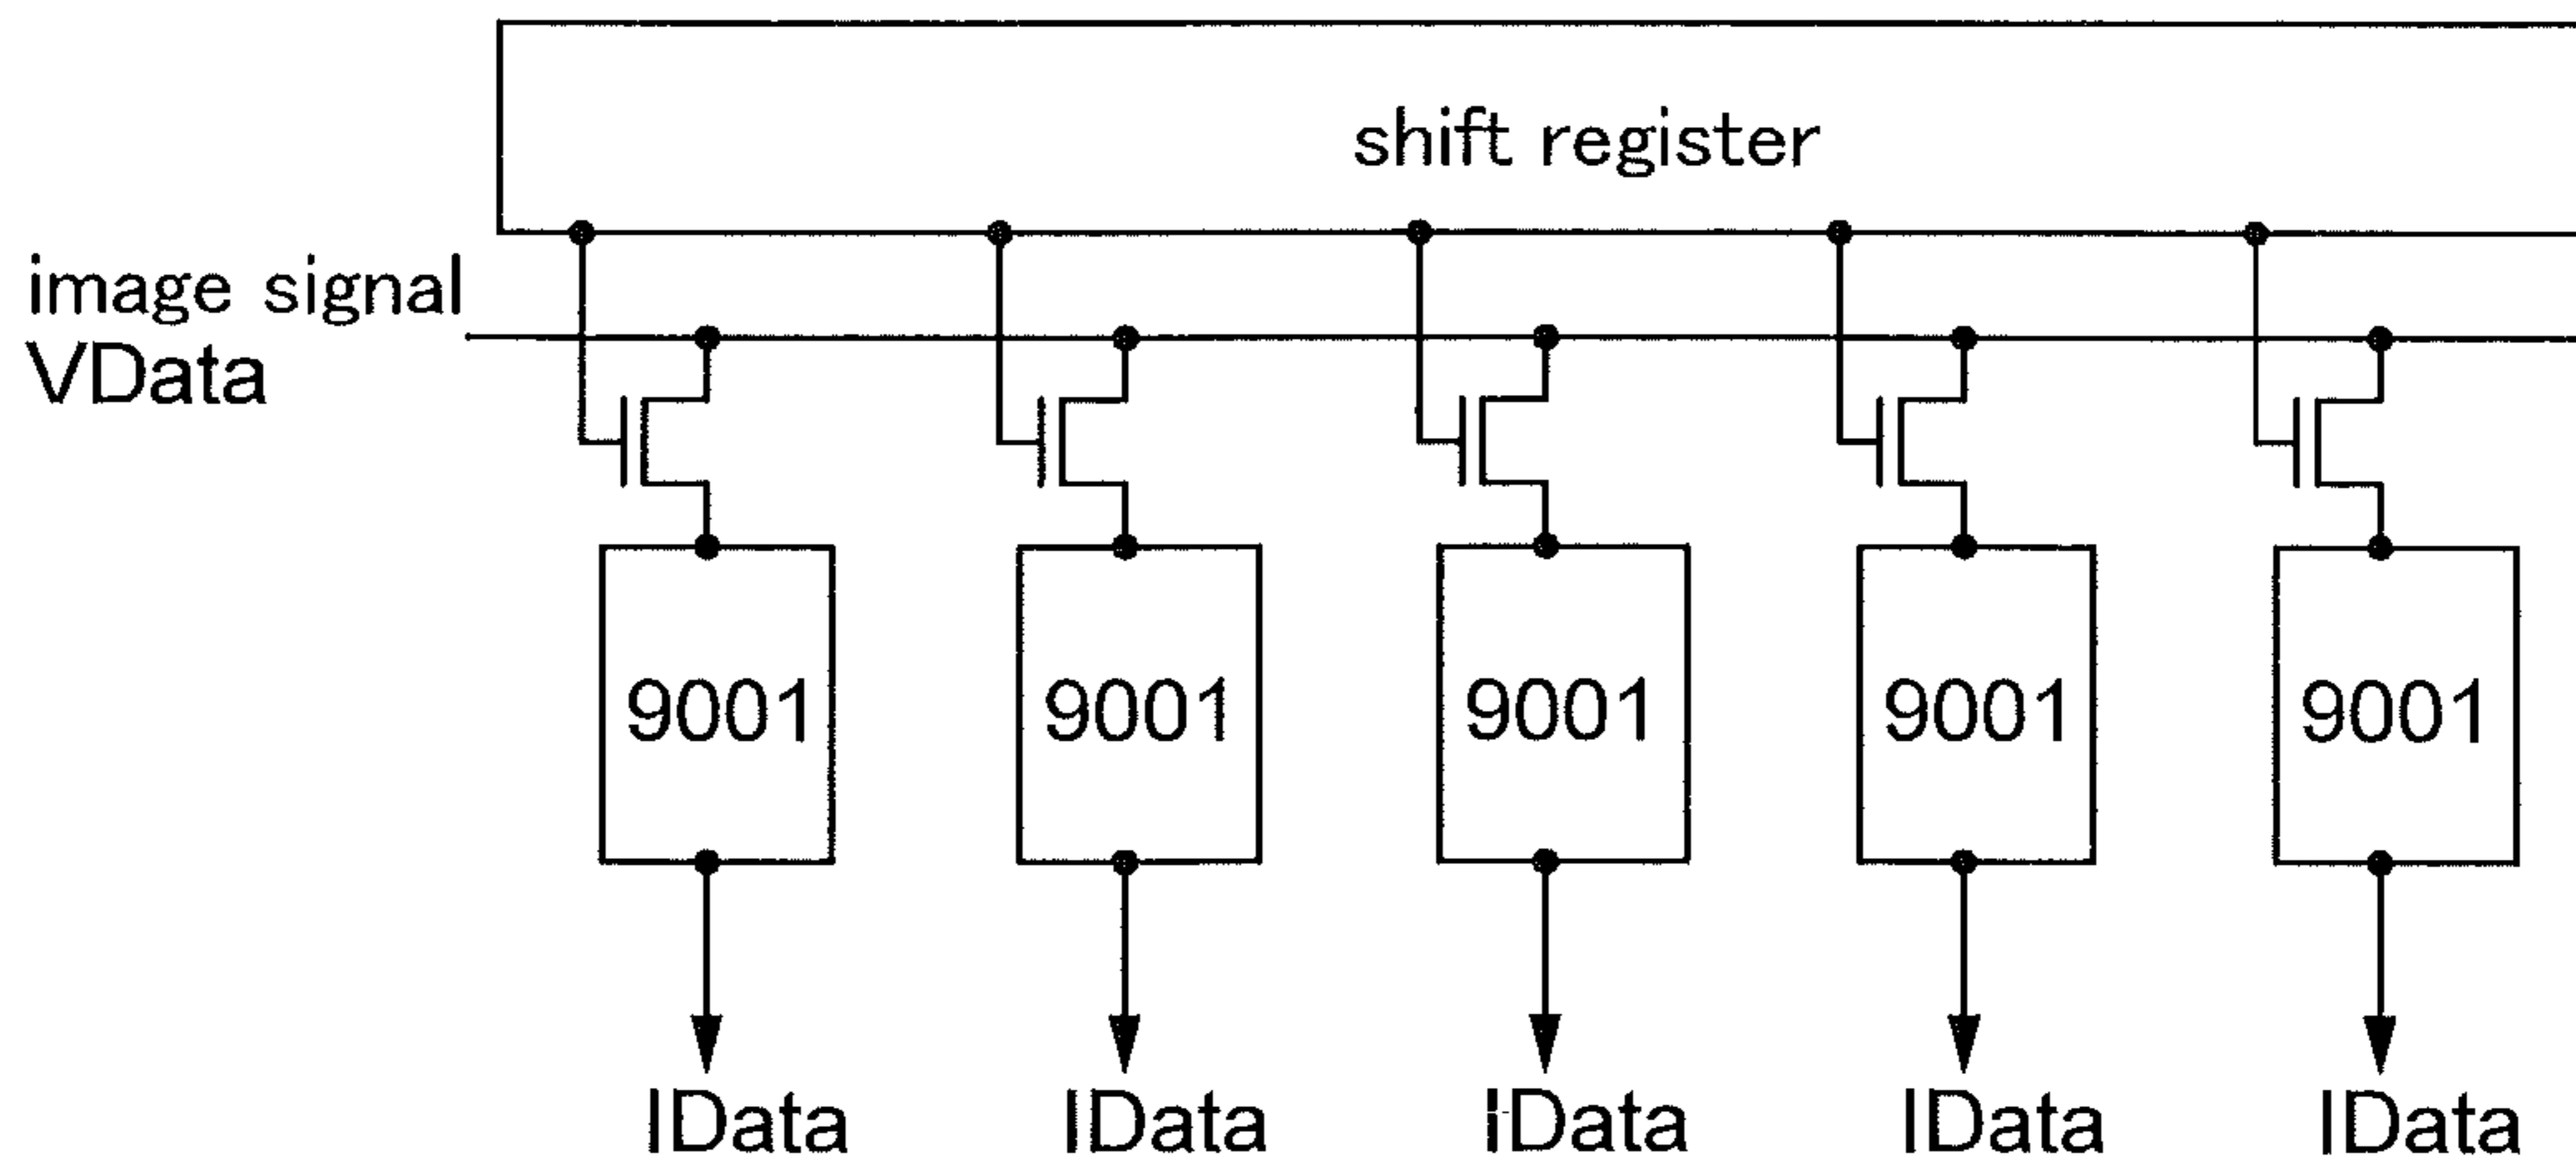 shift register
image signal
VData
9001 9001 9001 9001 9001
IData IData IData IData IData